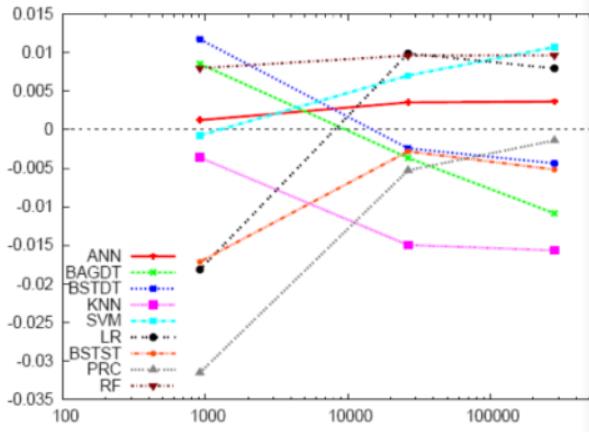 0.015
0.01
0.005
0
-0.005
-0.01
-0.015
-0.02
-0.025
-0.03
-0.035
ANN
BAGDT
BSTDT
KNN
SVM
LR
BSTST
PRC
RF
100 1000 10000 100000